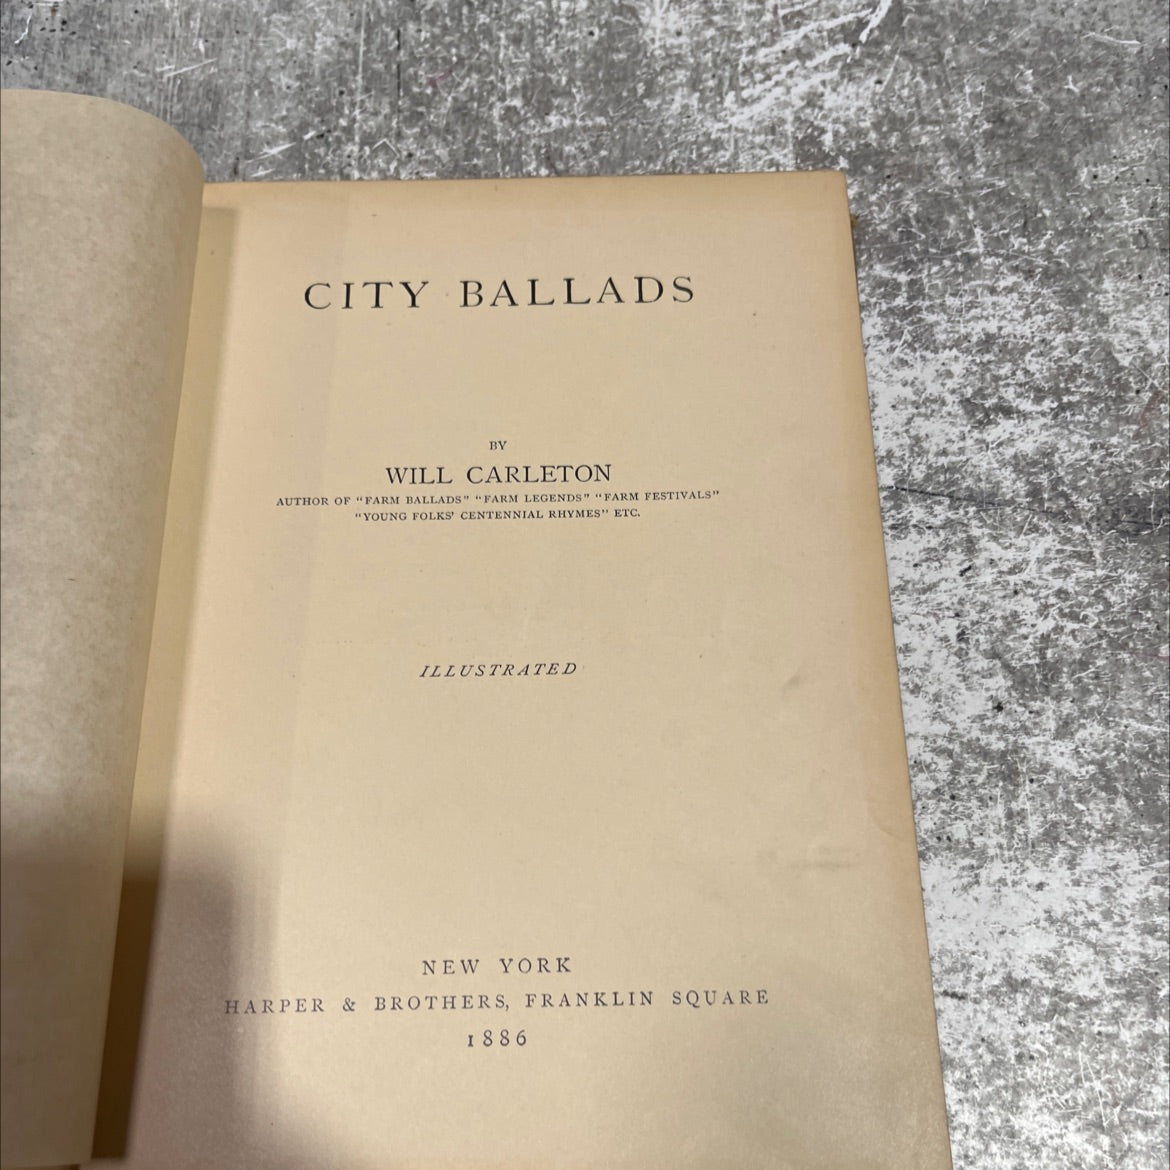 CITY BALLADS
BY
WILL CARLETON
AUTHOR OF "FARM BALLADS" "FARM LEGENDS" "FARM FESTIVALS"
"YOUNG FOLKS' CENTENNIAL RHYMES" ETC.
ILLUSTRATED
NEW YORK
HARPER & BROTHERS, FRANKLIN SQUARE
1886